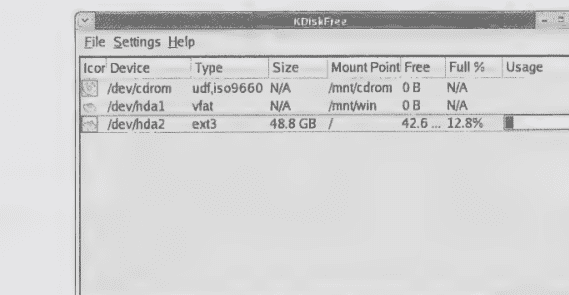 KDiskFree
File Settings Help
Icor Device Type Size Mount Point Free Full % Usage
/dev/cdrom udf,iso9660 N/A /mnt/cdrom 0 B N/A
/dev/hda1 vfat N/A /mnt/win 0 B N/A
/dev/hda2 ext3 48.8 GB / 42.6 ... 12.8%